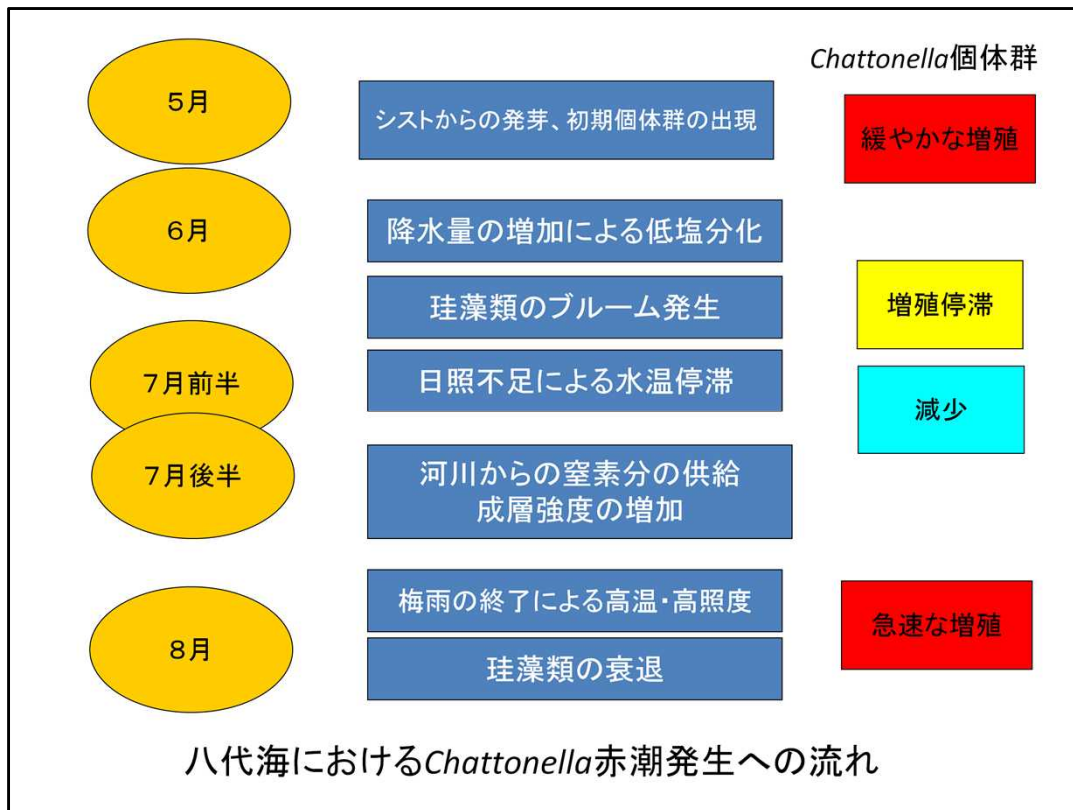 Chattonella個体群
5月
シストからの発芽、初期個体群の出現
緩やかな増殖
6月
降水量の増加による低塩分化
珪藻類のブルーム発生
増殖停滞
7月前半
日照不足による水温停滞
減少
7月後半
河川からの窒素分の供給
成層強度の増加
梅雨の終了による高温・高照度
急速な増殖
8月
珪藻類の衰退
八代海におけるChattonella赤潮発生への流れ